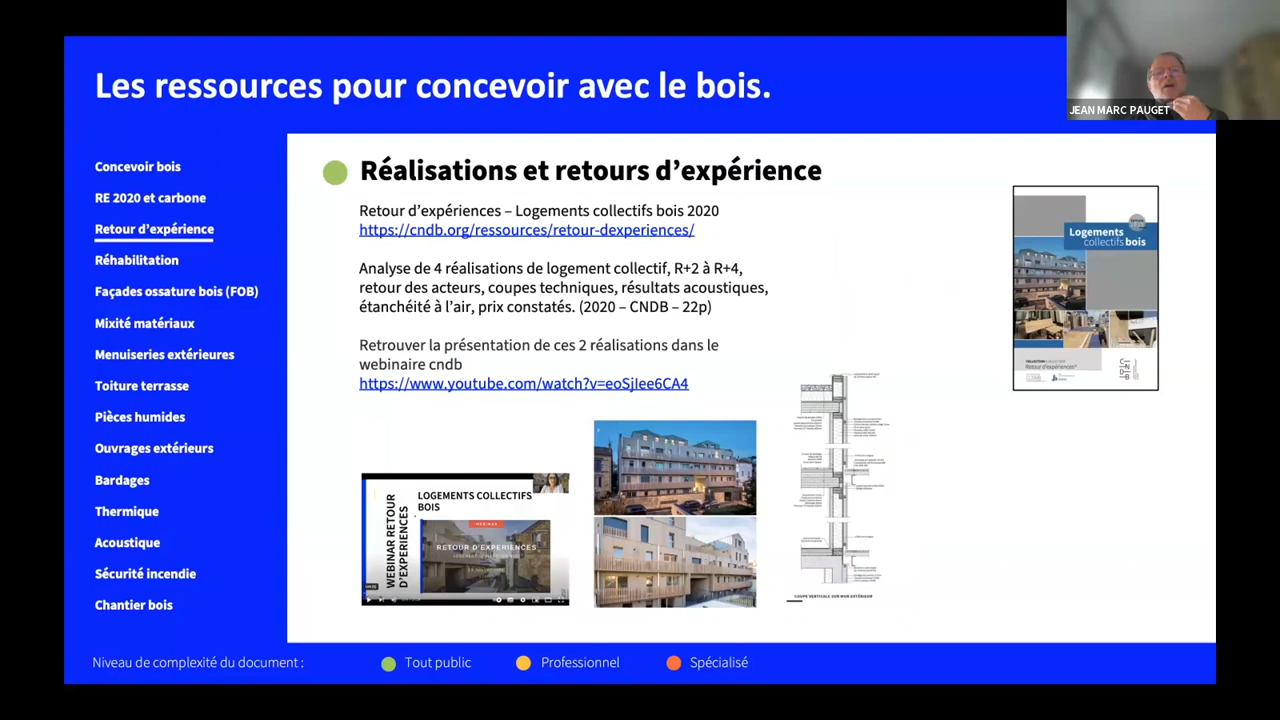 Les ressources pour concevoir avec le bois.
JEAN MARC PAUGET
Concevoir bois
RE 2020 et carbone
Retour d'expérience
Réhabilitation
Façades ossature bois (FOB)
Mixité matériaux
Menuiseries extérieures
Toiture terrasse
Pièces humides
Ouvrages extérieurs
Bardages
Thermique
Acoustique
Sécurité incendie
Chantier bois
Réalisations et retours d'expérience
Retour d'expériences – Logements collectifs bois 2020
https://cndb.org/ressources/retour-dexperiences/
Analyse de 4 réalisations de logement collectif, R+2 à R+4,
retour des acteurs, coupes techniques, résultats acoustiques,
étanchéité à l'air, prix constatés. (2020 – CNDB – 22p)
Retrouver la présentation de ces 2 réalisations dans le
webinaire cndb
https://www.youtube.com/watch?v=eoSjIee6CA4
WEBINAR RETOUR
D'EXPERIENCES
LOGEMENTS COLLECTIFS
BOIS
WEBINAR
RETOUR D'EXPERIENCES
COUPE VERTICALE SUR MUR EXTÉRIEUR
Logements
collectifs bois
Retour d'expériences
Niveau de complexité du document :
Tout public
Professionnel
Spécialisé